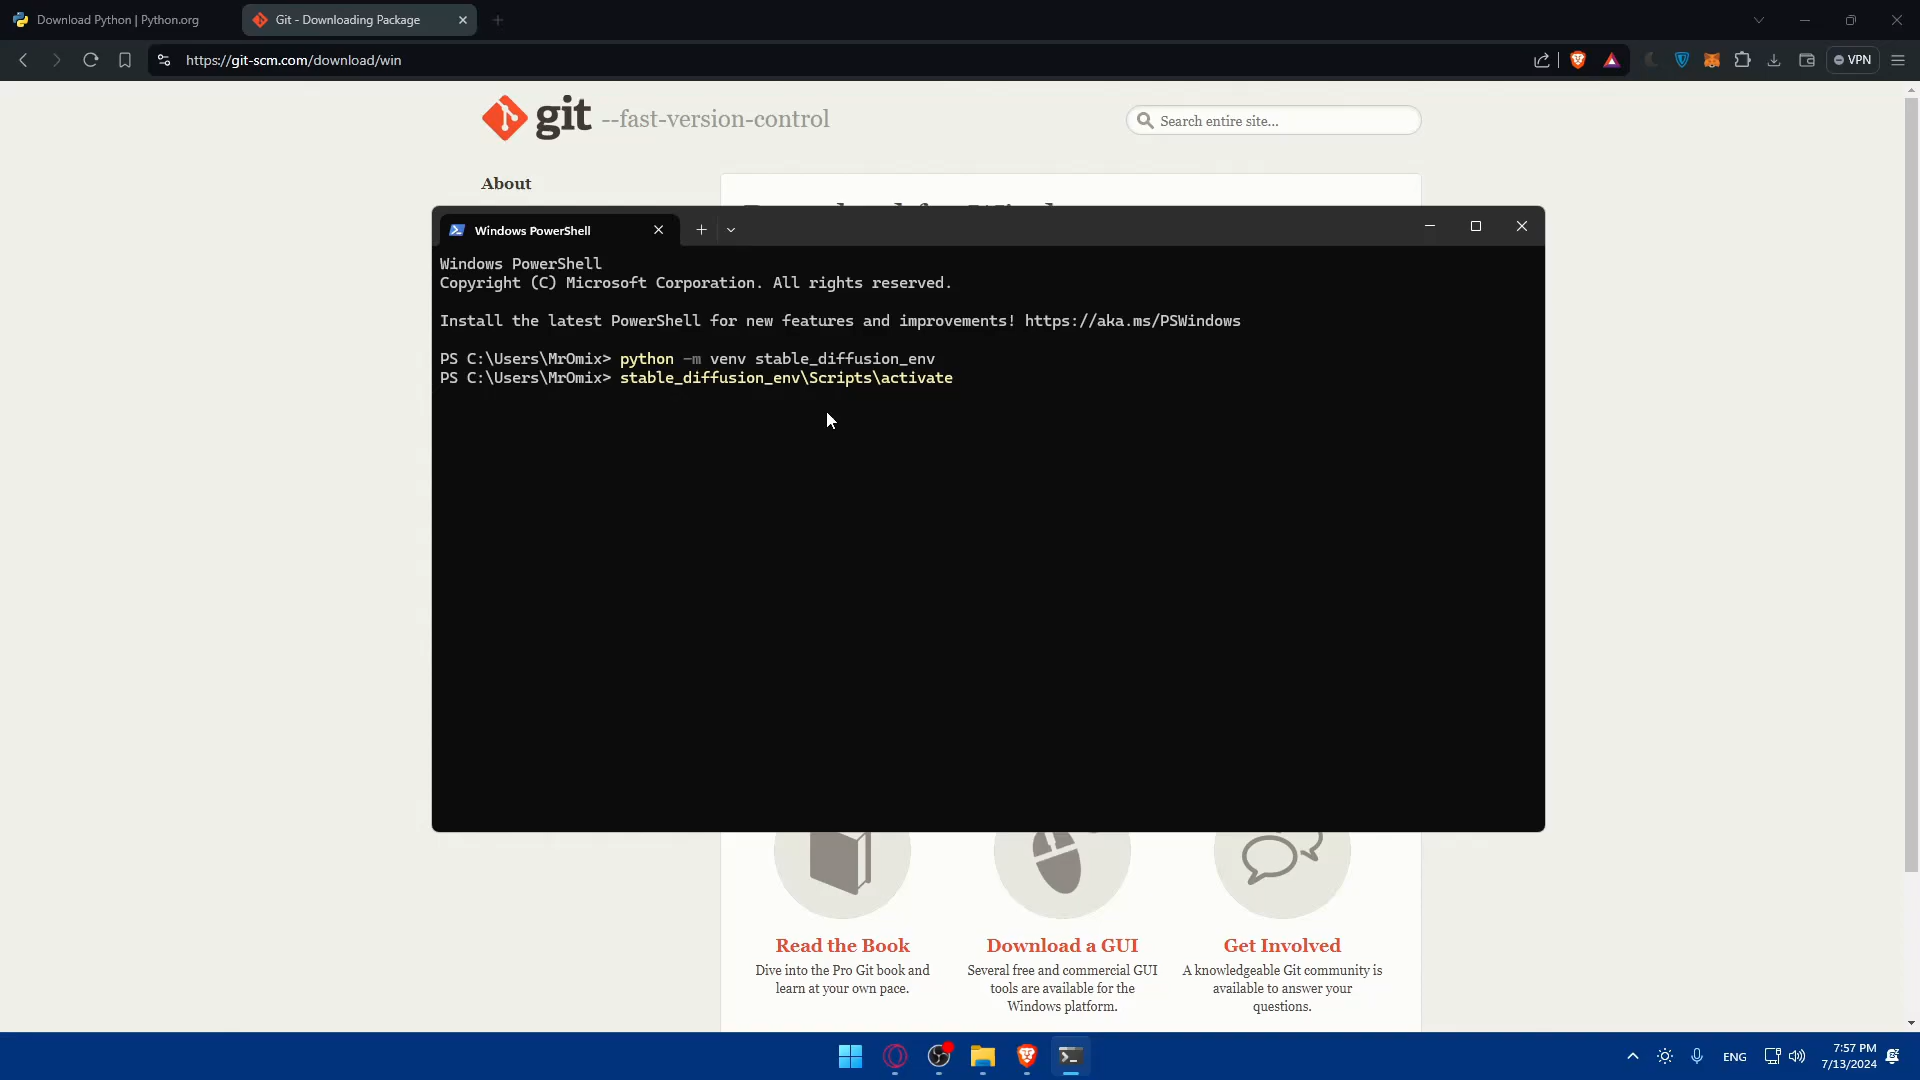 Download Python | Python.org
Git - Downloading Package
https://git-scm.com/download/win
VPN
git --fast-version-control
Search entire site...
About
Windows PowerShell
Windows PowerShell
Copyright (C) Microsoft Corporation. All rights reserved.
Install the latest PowerShell for new features and improvements! https://aka.ms/PSWindows
PS C:\Users\MrOmix> python -m venv stable_diffusion_env
PS C:\Users\MrOmix> stable_diffusion_env\Scripts\activate
Read the Book
Dive into the Pro Git book and
learn at your own pace.
Download a GUI
Several free and commercial GUI
tools are available for the
Windows platform.
Get Involved
A knowledgeable Git community is
available to answer your
questions.
ENG
7:57 PM
7/13/2024